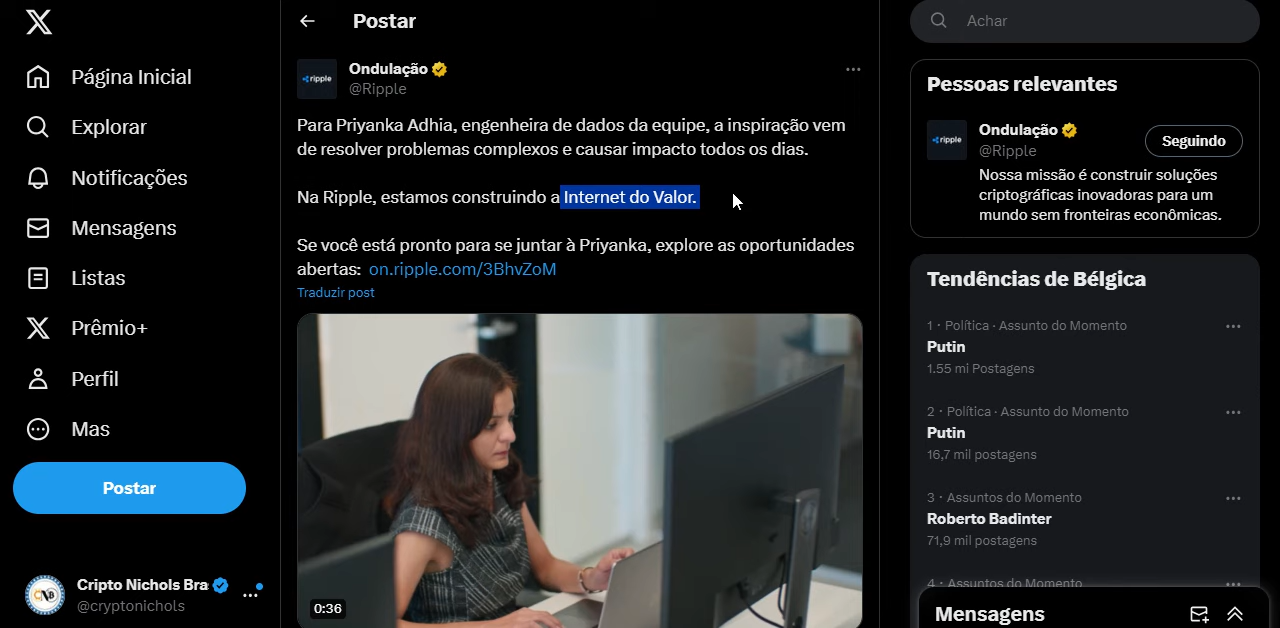 Página Inicial
Explorar
Notificações
Mensagens
Listas
Prêmio+
Perfil
Mas
Postar
Cripto Nichols Bra
@cryptonichols
Postar
ripple
Ondulação
@Ripple
Para Priyanka Adhia, engenheira de dados da equipe, a inspiração vem
de resolver problemas complexos e causar impacto todos os dias.
Na Ripple, estamos construindo a Internet do Valor.
Se você está pronto para se juntar à Priyanka, explore as oportunidades
abertas: on.ripple.com/3BhvZoM
Traduzir post
0:36
Achar
Pessoas relevantes
ripple
Ondulação
@Ripple
Seguindo
Nossa missão é construir soluções
criptográficas inovadoras para um
mundo sem fronteiras econômicas.
Tendências de Bélgica
1 · Política · Assunto do Momento
Putin
1.55 mi Postagens
2 · Política · Assunto do Momento
Putin
16,7 mil postagens
3 · Assuntos do Momento
Roberto Badinter
71,9 mil postagens
4 · Assuntos do Momento
Mensagens